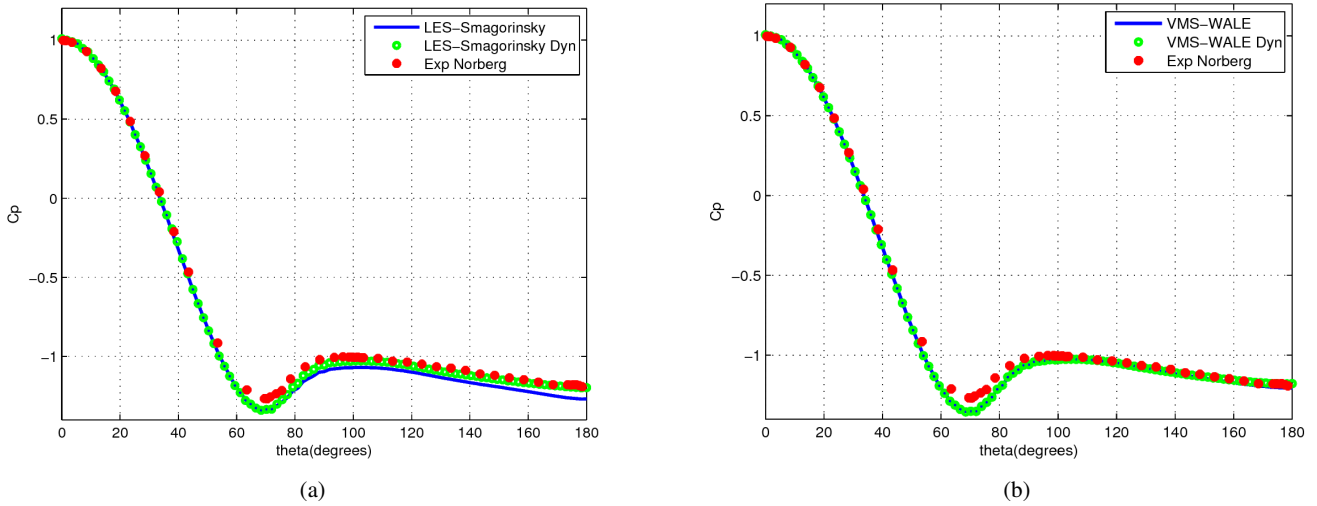 LES−Smagorinsky
LES−Smagorinsky Dyn
Exp Norberg
1
0.5
0
−0.5
−1
Cp
0 20 40 60 80 100 120 140 160 180
theta(degrees)
(a)
VMS−WALE
VMS−WALE Dyn
Exp Norberg
1
0.5
0
−0.5
−1
Cp
0 20 40 60 80 100 120 140 160 180
theta(degrees)
(b)